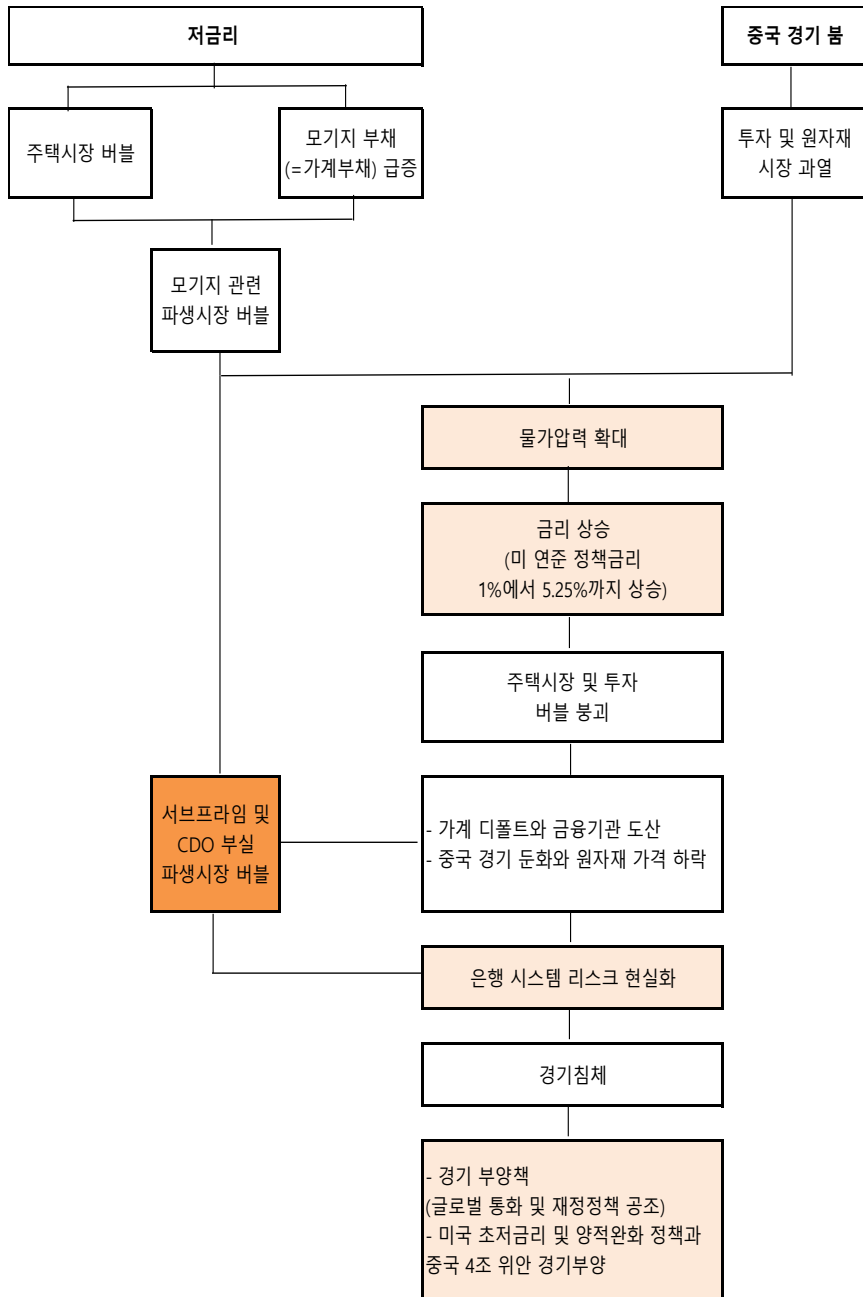 저금리
중국 경기 붐
주택시장 버블
모기지 부채
(=가계부채) 급증
투자 및 원자재
시장 과열
모기지 관련
파생시장 버블
물가압력 확대
금리 상승
(미 연준 정책금리
1%에서 5.25%까지 상승)
주택시장 및 투자
버블 붕괴
서브프라임 및
CDO 부실
파생시장 버블
- 가계 디폴트와 금융기관 도산
- 중국 경기 둔화와 원자재 가격 하락
은행 시스템 리스크 현실화
경기침체
- 경기 부양책
(글로벌 통화 및 재정정책 공조)
- 미국 초저금리 및 양적완화 정책과
중국 4조 위안 경기부양